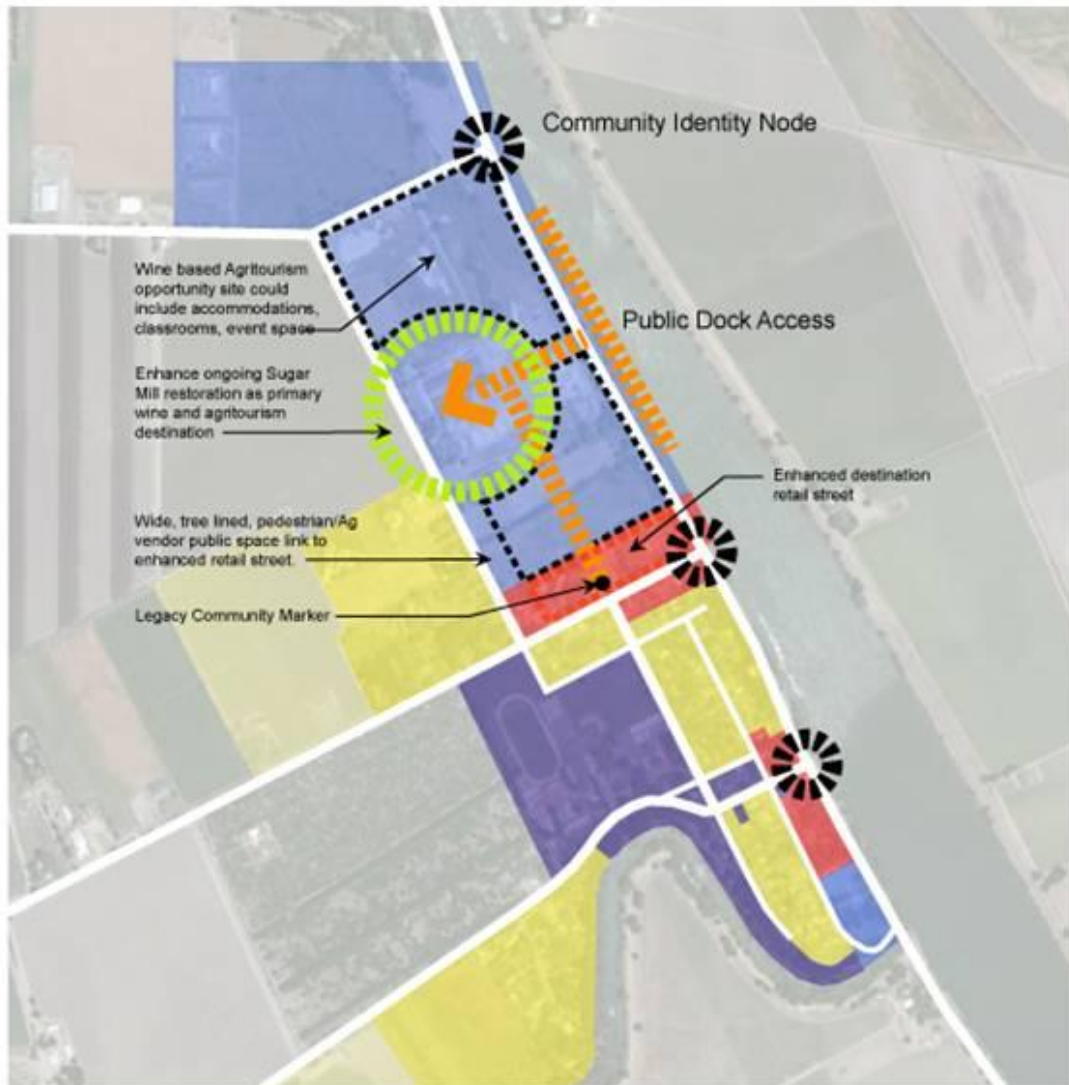 Community Identity Node
Wine based Agritourism
opportunity site could
include accommodations,
classrooms, event space
Public Dock Access
Enhance ongoing Sugar
Mill restoration as primary
wine and agritourism
destination
Enhanced destination
retail street
Wide, tree lined, pedestrian/Ag
vendor public space link to
enhanced retail street.
Legacy Community Marker